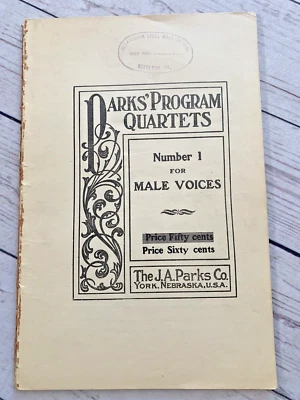 PARKS' PROGRAM
QUARTETS
Number 1
FOR
MALE VOICES
Price Fifty cents
Price Sixty cents
The J.A. Parks Co.
YORK, NEBRASKA, U.S.A.